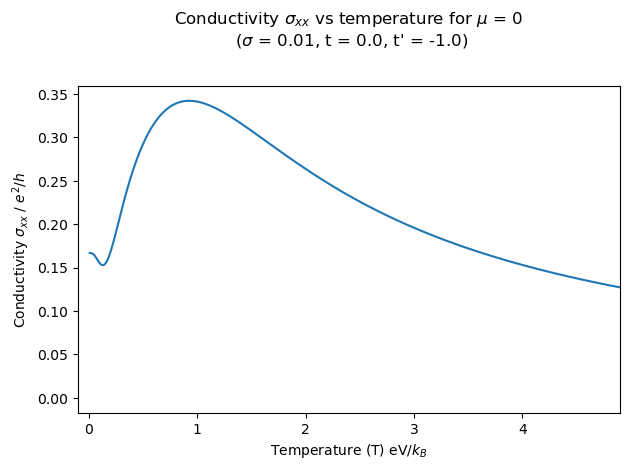 Conductivity σxx vs temperature for μ = 0
(σ = 0.01, t = 0.0, t' = -1.0)
0.35
0.30
0.25
0.20
0.15
0.10
0.05
0.00
Conductivity σxx / e²/h
0 1 2 3 4
Temperature (T) eV/kB